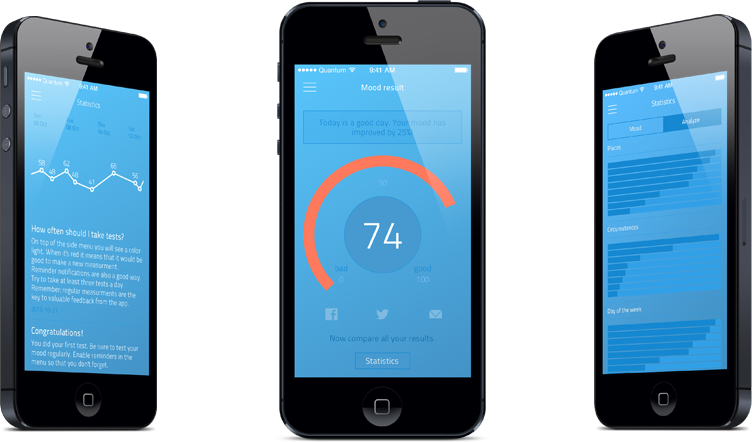 Quantum
9:41 AM
Statistics
58
48
62
48
41
66
56
How often should I take tests?
On top of the side menu you will see a color
light. When it's red it means that it would be
good to make a new measurment.
Reminder notifications are also a good way.
Try to take at least three tests a day.
Remember: regular measurments are the
key to valuable feedback from the app.
Congratulations!
You did your first test. Be sure to test your
mood regularly. Enable reminders in the
menu so that you don't forget.
Quantum
9:41 AM
Mood result
Today is a good day. Your mood has
improved by 25%
50
74
bad
good
0
100
Now compare all your results
Statistics
Quantum
9:41 AM
Statistics
Mood
Analyze
Places
Circumstances
Day of the week